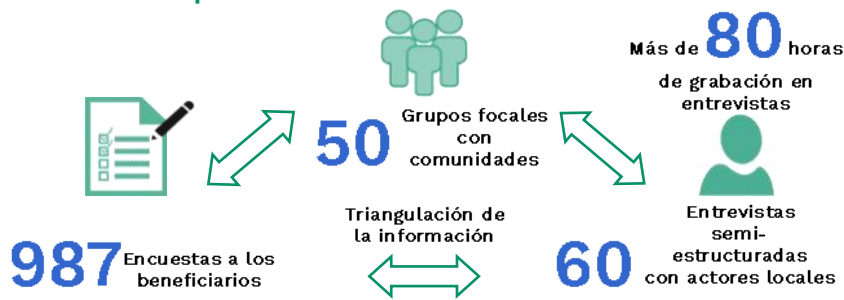 Más de 80 horas
de grabación en
entrevistas
50 Grupos focales
con
comunidades
Triangulación de
la información
987 Encuestas a los
beneficiarios
60 Entrevistas
semi-
estructuradas
con actores locales